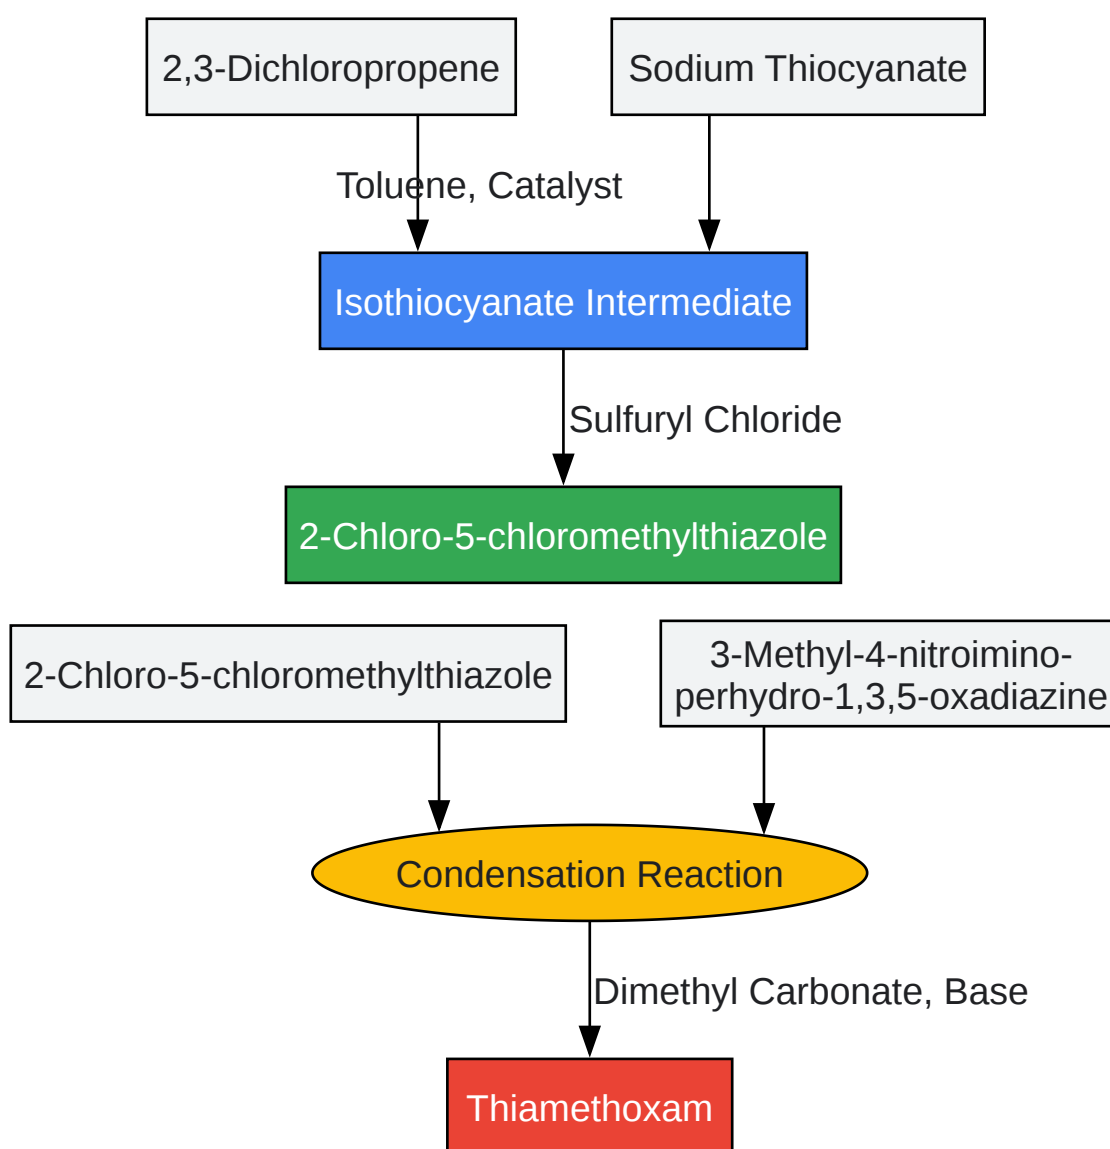 2,3-Dichloropropene
Sodium Thiocyanate
Toluene, Catalyst
Isothiocyanate Intermediate
Sulfuryl Chloride
2-Chloro-5-chloromethylthiazole
2-Chloro-5-chloromethylthiazole
3-Methyl-4-nitroimino-
perhydro-1,3,5-oxadiazine
Condensation Reaction
Dimethyl Carbonate, Base
Thiamethoxam